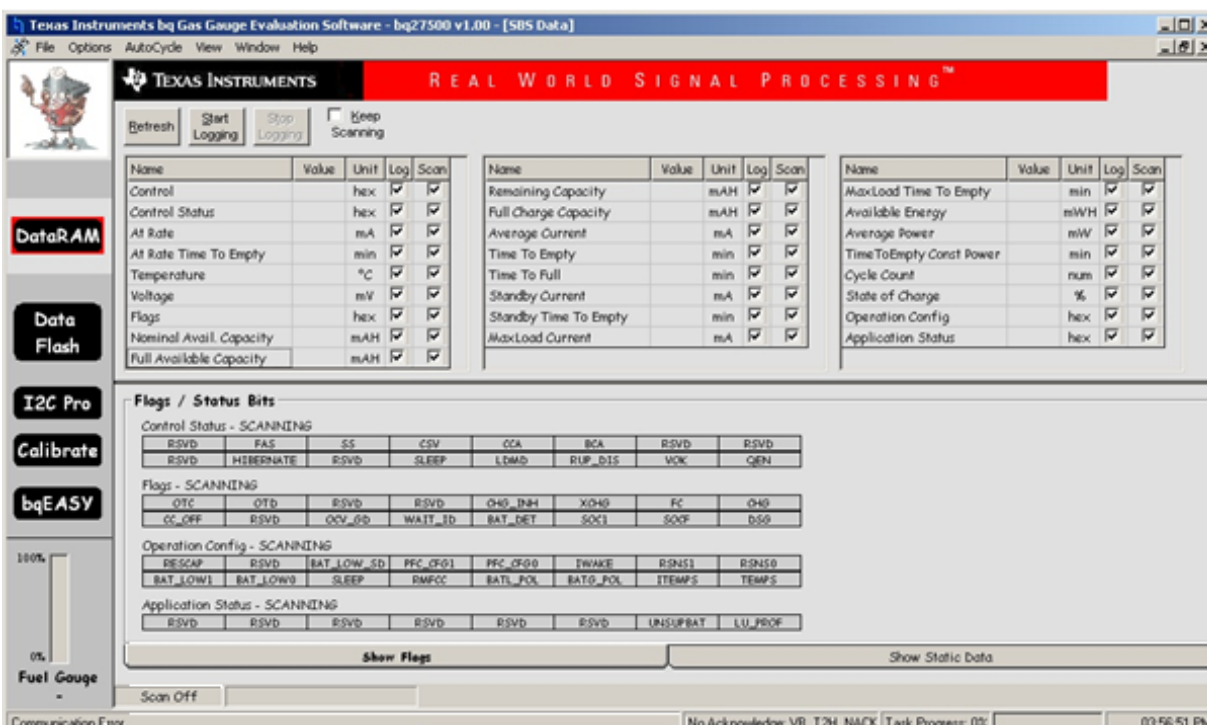 Texas Instruments bq Gas Gauge Evaluation Software - bq27500 v1.00 - [SBS Data]
File Options AutoCycle View Window Help
TEXAS INSTRUMENTS REAL WORLD SIGNAL PROCESSING™
Refresh Start Logging Stop Logging Keep Scanning
Name Value Unit Log Scan Name Value Unit Log Scan Name Value Unit Log Scan
Control hex Remaining Capacity mAH MaxLoad Time To Empty min
Control Status hex Full Charge Capacity mAH Available Energy mWH
At Rate mA Average Current mA Average Power mW
At Rate Time To Empty min Time To Empty min TimeToEmpty Const Power min
Temperature °C Time To Full min Cycle Count num
Voltage mV Standby Current mA State of Charge %
Flags hex Standby Time To Empty min Operation Config hex
Nominal Avail. Capacity mAH MaxLoad Current mA Application Status hex
Full Available Capacity mAH
DataRAM
Data Flash
I2C Pro
Calibrate
bqEASY
Flags / Status Bits
Control Status - SCANNING
RSVD FAS SS CSV CCA BCA RSVD RSVD
RSVD HIBERNATE RSVD SLEEP LDMD RUP_DIS VOK QEN
Flags - SCANNING
OTC OTD RSVD RSVD CHG_INH XCHG FC CHG
CC_OFF RSVD OCV_GD WAIT_ID BAT_DET SOC1 SOCF DSG
Operation Config - SCANNING
RESCAP RSVD BAT_LOW_SD PFC_CFG1 PFC_CFG0 IWAKE RSNS1 RSNS0
BAT_LOW1 BAT_LOW0 SLEEP RMFCC BATL_POL BATG_POL ITEMPS TEMPS
Application Status - SCANNING
RSVD RSVD RSVD RSVD RSVD RSVD UNSUPBAT LU_PROF
100%
0%
Fuel Gauge
-
Show Flags Show Static Data
Scan Off
Communication Error No Acknowledge: VB_I2H_NACK Task Progress: 0% 03:56:51 PM